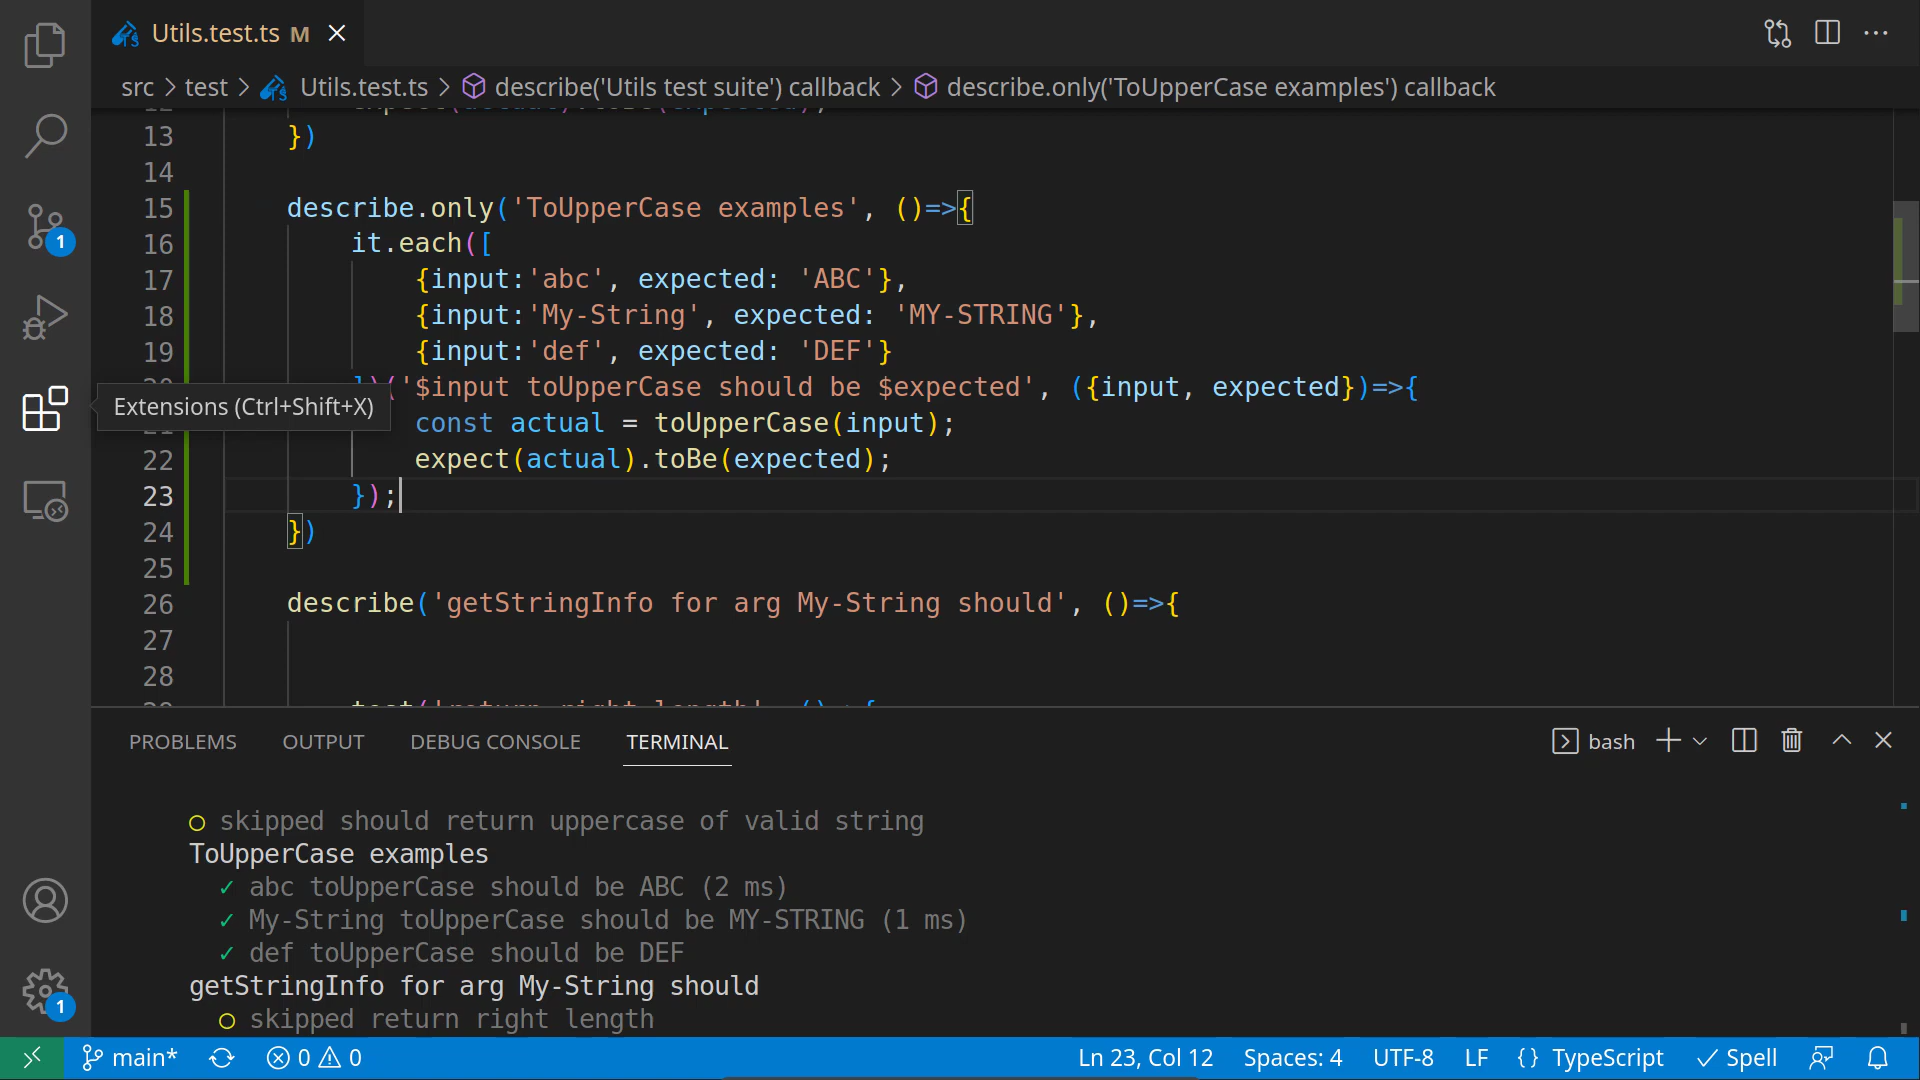 Utils.test.ts M
src > test > Utils.test.ts > describe('Utils test suite') callback > describe.only('ToUpperCase examples') callback
13 })
14
15 describe.only('ToUpperCase examples', ()=>{
16 it.each([
17 {input:'abc', expected: 'ABC'},
18 {input:'My-String', expected: 'MY-STRING'},
19 {input:'def', expected: 'DEF'}
('$input toUpperCase should be $expected', ({input, expected})=>{
Extensions (Ctrl+Shift+X)
const actual = toUpperCase(input);
22 expect(actual).toBe(expected);
23 });
24 })
25
26 describe('getStringInfo for arg My-String should', ()=>{
27
28
PROBLEMS OUTPUT DEBUG CONSOLE TERMINAL bash
○ skipped should return uppercase of valid string
ToUpperCase examples
✓ abc toUpperCase should be ABC (2 ms)
✓ My-String toUpperCase should be MY-STRING (1 ms)
✓ def toUpperCase should be DEF
getStringInfo for arg My-String should
○ skipped return right length
1
1
main* 0 0 Ln 23, Col 12 Spaces: 4 UTF-8 LF {} TypeScript ✓ Spell